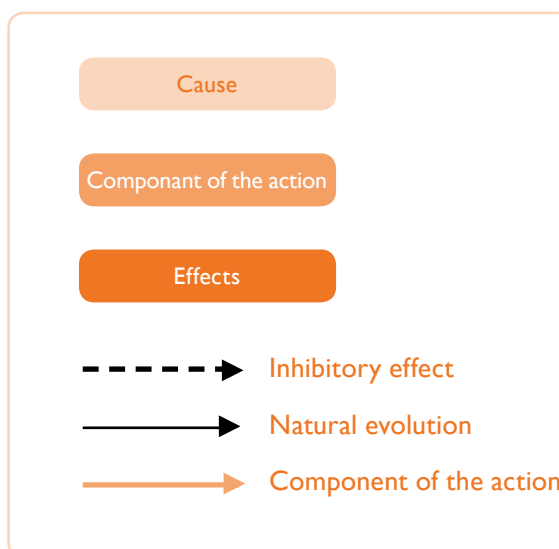 Cause
Componant of the action
Effects
Inhibitory effect
Natural evolution
Component of the action